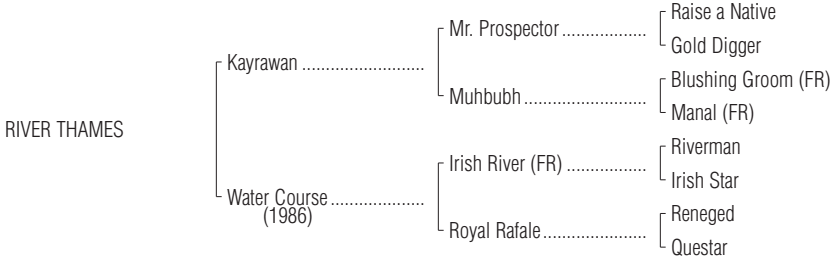 Raise a Native
Mr. Prospector ..................
Gold Digger
Kayrawan ..........................
Blushing Groom (FR)
Muhbubh ..........................
Manal (FR)
RIVER THAMES
Riverman
Irish River (FR) .................
Irish Star
Water Course ....................
(1986)
Reneged
Royal Rafale ......................
Questar